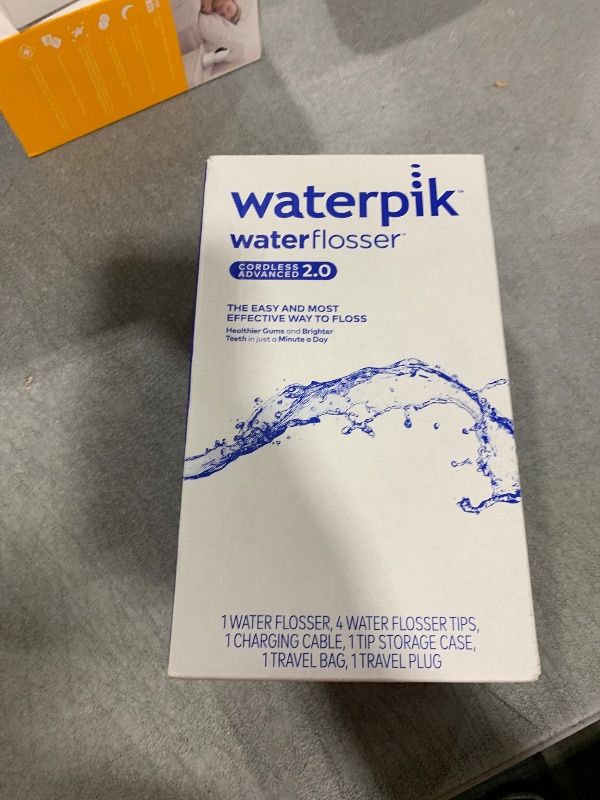 waterpik™
waterflosser™
CORDLESS
ADVANCED 2.0
THE EASY AND MOST
EFFECTIVE WAY TO FLOSS
Healthier Gums and Brighter
Teeth in just a Minute a Day
1 WATER FLOSSER, 4 WATER FLOSSER TIPS,
1 CHARGING CABLE, 1 TIP STORAGE CASE,
1 TRAVEL BAG, 1 TRAVEL PLUG